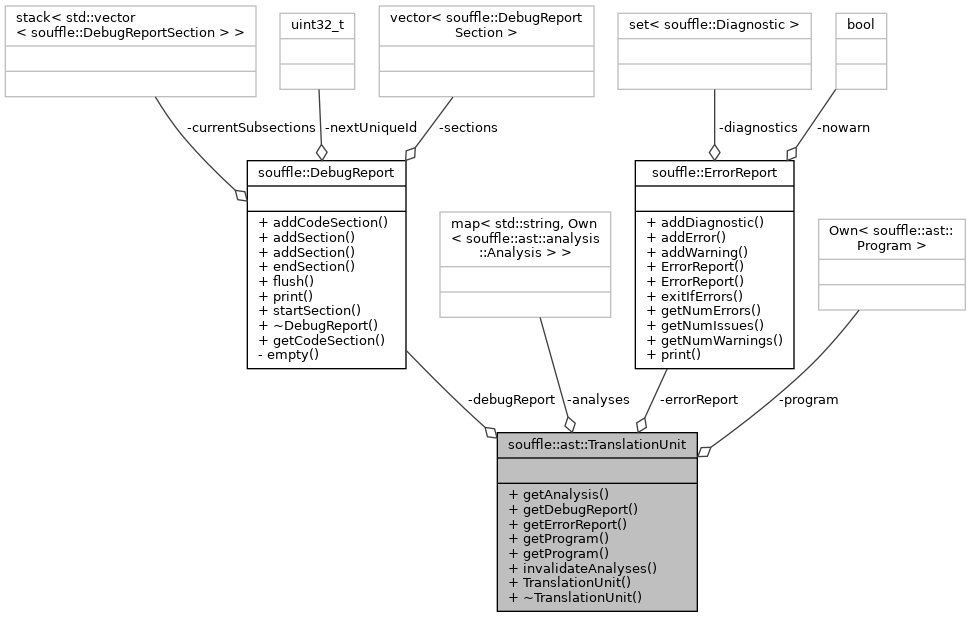 stack< std::vector
< souffle::DebugReportSection > >
uint32_t
vector< souffle::DebugReport
Section >
set< souffle::Diagnostic >
bool
-currentSubsections
-nextUniqueId
-sections
-diagnostics
-nowarn
souffle::DebugReport
+ addCodeSection()
+ addSection()
+ addSection()
+ endSection()
+ flush()
+ print()
+ startSection()
+ ~DebugReport()
+ getCodeSection()
- empty()
map< std::string, Own
< souffle::ast::analysis
::Analysis > >
souffle::ErrorReport
+ addDiagnostic()
+ addError()
+ addWarning()
+ ErrorReport()
+ ErrorReport()
+ exitIfErrors()
+ getNumErrors()
+ getNumIssues()
+ getNumWarnings()
+ print()
Own< souffle::ast::
Program >
-debugReport
-analyses
-errorReport
-program
souffle::ast::TranslationUnit
+ getAnalysis()
+ getDebugReport()
+ getErrorReport()
+ getProgram()
+ getProgram()
+ invalidateAnalyses()
+ TranslationUnit()
+ ~TranslationUnit()